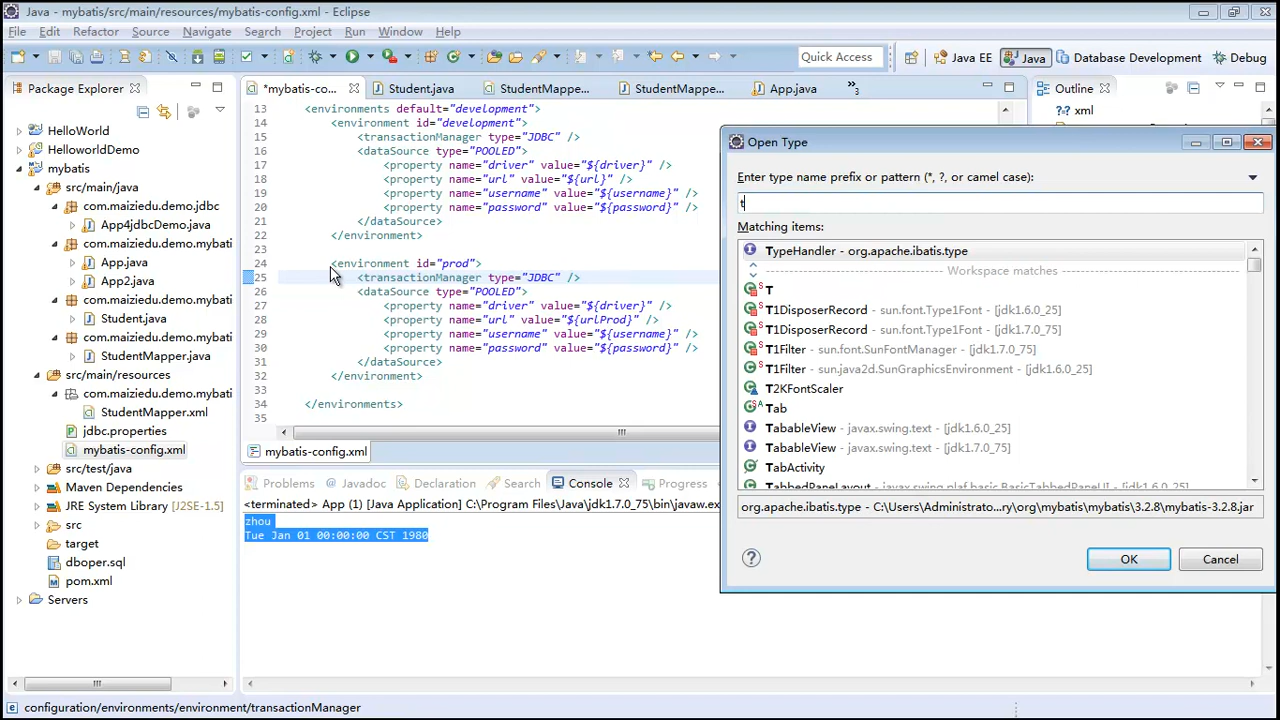 Java - mybatis/src/main/resources/mybatis-config.xml - Eclipse
File Edit Refactor Source Navigate Search Project Run Window Help
Quick Access
Java EE
Java
Database Development
Debug
Package Explorer
HelloWorld
HelloworldDemo
mybatis
src/main/java
com.maiziedu.demo.jdbc
App4jdbcDemo.java
com.maiziedu.demo.mybati
App.java
App2.java
com.maiziedu.demo.mybati
Student.java
com.maiziedu.demo.mybati
StudentMapper.java
src/main/resources
com.maiziedu.demo.mybati
StudentMapper.xml
jdbc.properties
mybatis-config.xml
src/test/java
Maven Dependencies
JRE System Library [J2SE-1.5]
src
target
dboper.sql
pom.xml
Servers
*mybatis-co... Student.java StudentMappe... StudentMappe... App.java »3
13 <environments default="development">
14 <environment id="development">
15 <transactionManager type="JDBC" />
16 <dataSource type="POOLED">
17 <property name="driver" value="${driver}" />
18 <property name="url" value="${url}" />
19 <property name="username" value="${username}" />
20 <property name="password" value="${password}" />
21 </dataSource>
22 </environment>
23
24 <environment id="prod">
25 <transactionManager type="JDBC" />
26 <dataSource type="POOLED">
27 <property name="driver" value="${driver}" />
28 <property name="url" value="${urlProd}" />
29 <property name="username" value="${username}" />
30 <property name="password" value="${password}" />
31 </dataSource>
32 </environment>
33
34 </environments>
35
mybatis-config.xml
Problems Javadoc Declaration Search Console Progress
<terminated> App (1) [Java Application] C:\Program Files\Java\jdk1.7.0_75\bin\javaw.ex
zhou
Tue Jan 01 00:00:00 CST 1980
Outline
xml
Open Type
Enter type name prefix or pattern (*, ?, or camel case):
t
Matching items:
TypeHandler - org.apache.ibatis.type
Workspace matches
T
T1DisposerRecord - sun.font.Type1Font - [jdk1.6.0_25]
T1DisposerRecord - sun.font.Type1Font - [jdk1.7.0_75]
T1Filter - sun.font.SunFontManager - [jdk1.7.0_75]
T1Filter - sun.java2d.SunGraphicsEnvironment - [jdk1.6.0_25]
T2KFontScaler
Tab
TabableView - javax.swing.text - [jdk1.6.0_25]
TabableView - javax.swing.text - [jdk1.7.0_75]
TabActivity
TabbedPaneLayout - javax.swing.plaf.basic.BasicTabbedPaneUI - [jdk1.6.0_25]
org.apache.ibatis.type - C:\Users\Administrato...ry\org\mybatis\mybatis\3.2.8\mybatis-3.2.8.jar
OK
Cancel
configuration/environments/environment/transactionManager